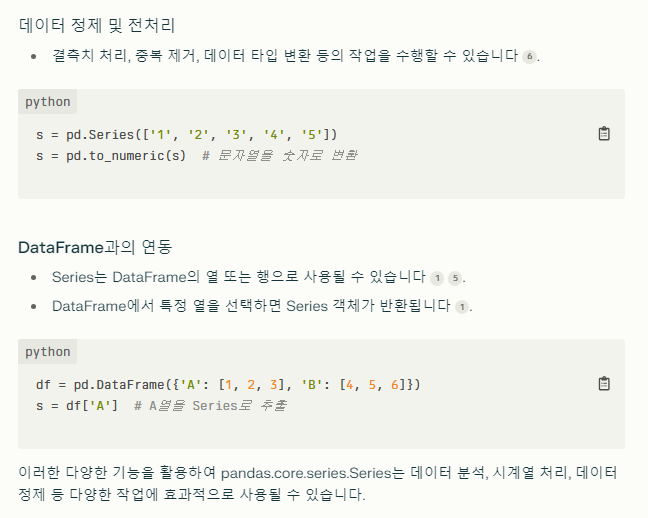 데이터 정제 및 전처리
• 결측치 처리, 중복 제거, 데이터 타입 변환 등의 작업을 수행할 수 있습니다 6.
python
s = pd.Series(['1', '2', '3', '4', '5'])
s = pd.to_numeric(s)  # 문자열을 숫자로 변환
DataFrame과의 연동
• Series는 DataFrame의 열 또는 행으로 사용될 수 있습니다 1 5.
• DataFrame에서 특정 열을 선택하면 Series 객체가 반환됩니다 1.
python
df = pd.DataFrame({'A': [1, 2, 3], 'B': [4, 5, 6]})
s = df['A']  # A열을 Series로 추출
이러한 다양한 기능을 활용하여 pandas.core.series.Series는 데이터 분석, 시계열 처리, 데이터
정제 등 다양한 작업에 효과적으로 사용될 수 있습니다.